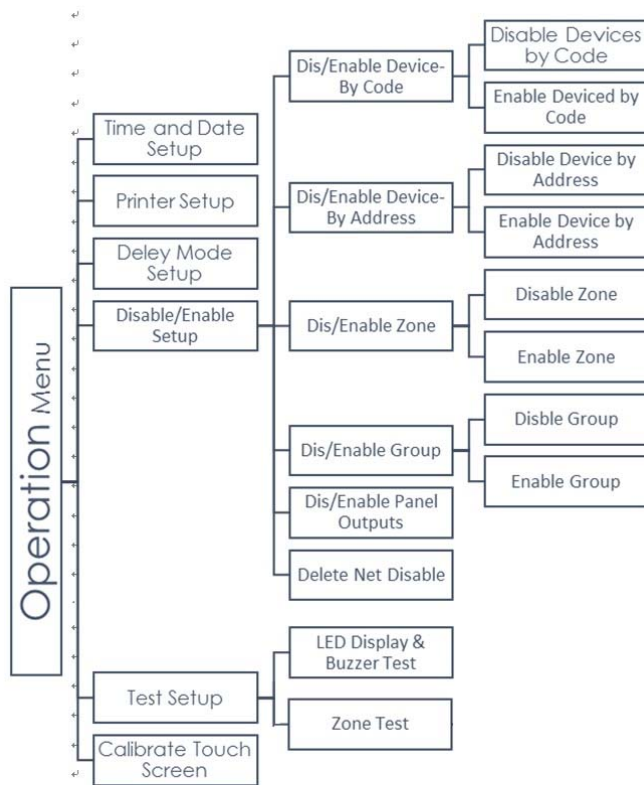 Operation Menu
Time and Date
Setup
Printer Setup
Deley Mode
Setup
Disable/Enable
Setup
Test Setup
Calibrate Touch
Screen
Dis/Enable Device-
By Code
Dis/Enable Device-
By Address
Dis/Enable Zone
Dis/Enable Group
Dis/Enable Panel
Outputs
Delete Net Disable
LED Display &
Buzzer Test
Zone Test
Disable Devices
by Code
Enable Deviced by
Code
Disable Device by
Address
Enable Device by
Address
Disable Zone
Enable Zone
Disble Group
Enable Group